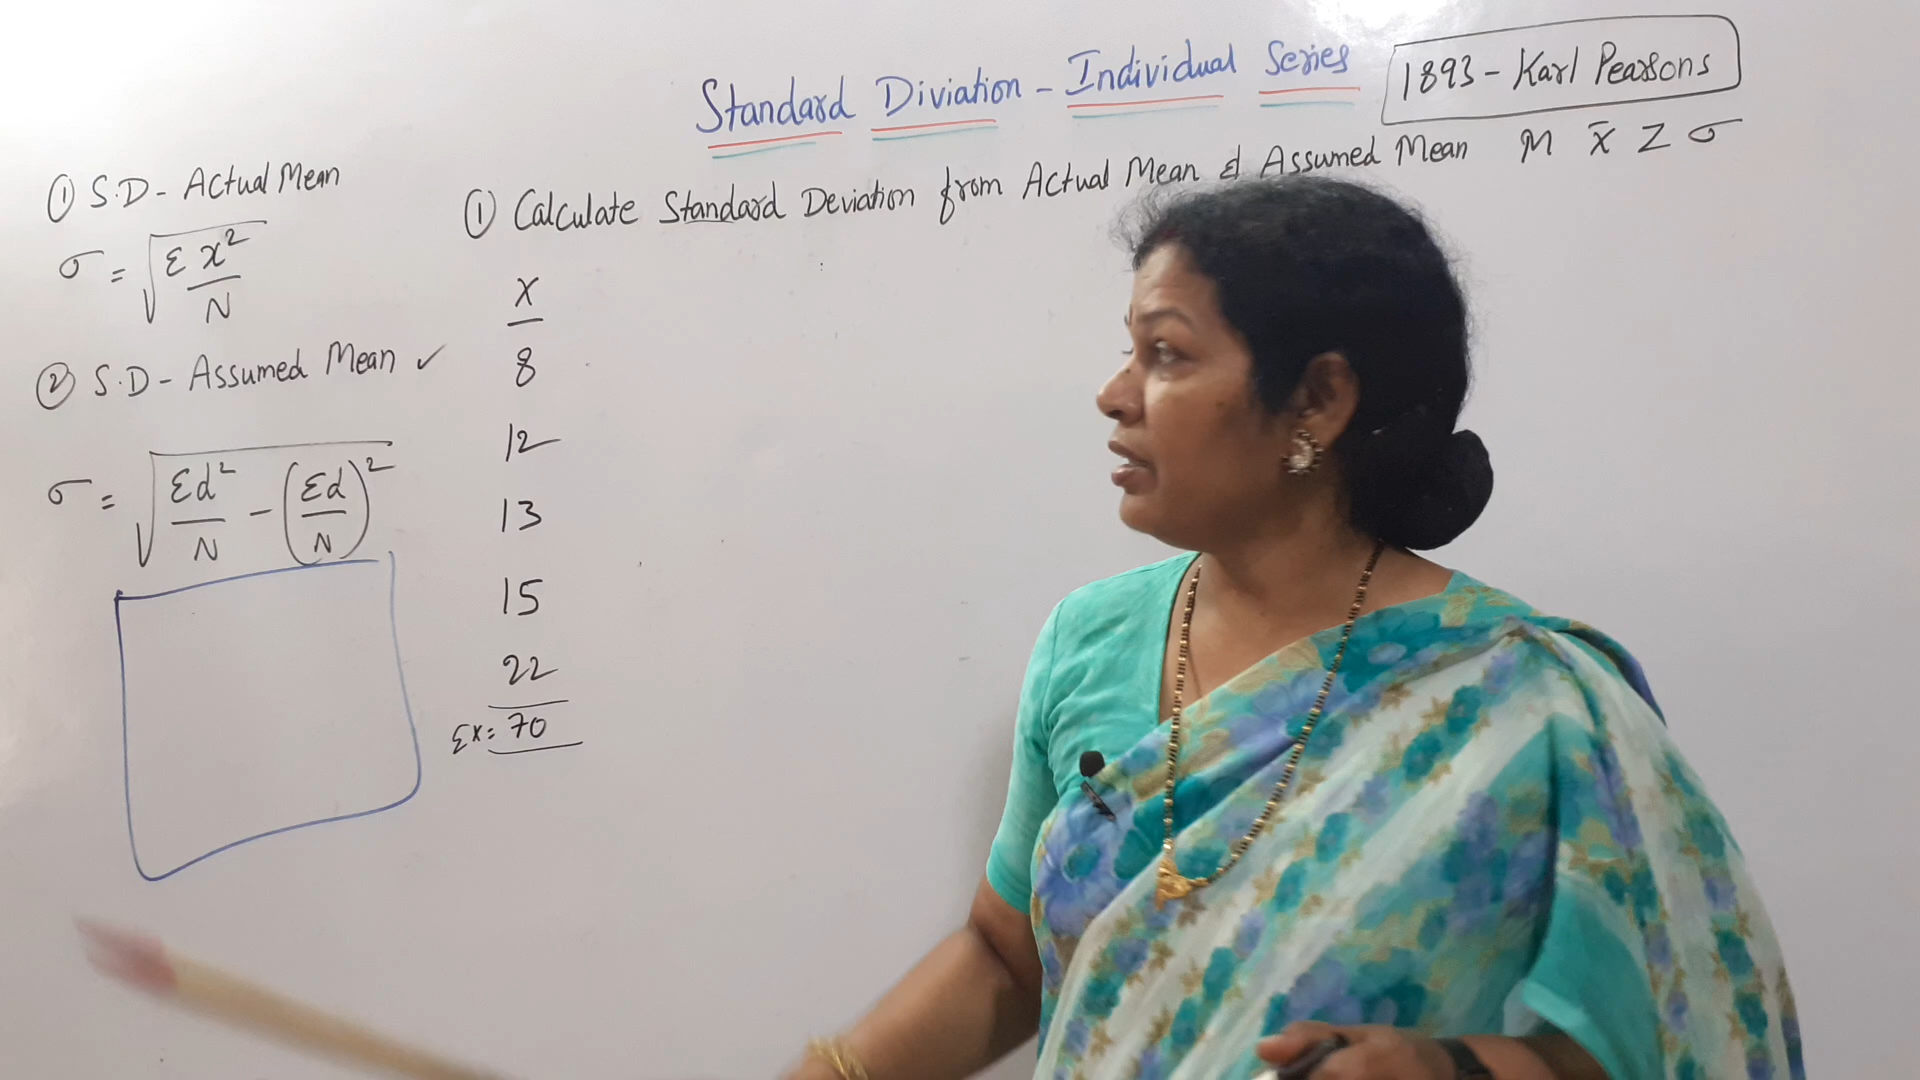 Standard Diviation - Individual Series
1893 - Karl Pearsons
M x̄ Z σ
① S.D - Actual Mean
σ = √(Σx²/N)
② S.D - Assumed Mean ✓
σ = √(Σd²/N - (Σd/N)²)
① Calculate Standard Deviation from Actual Mean & Assumed Mean
X
8
12
13
15
22
Σx = 70